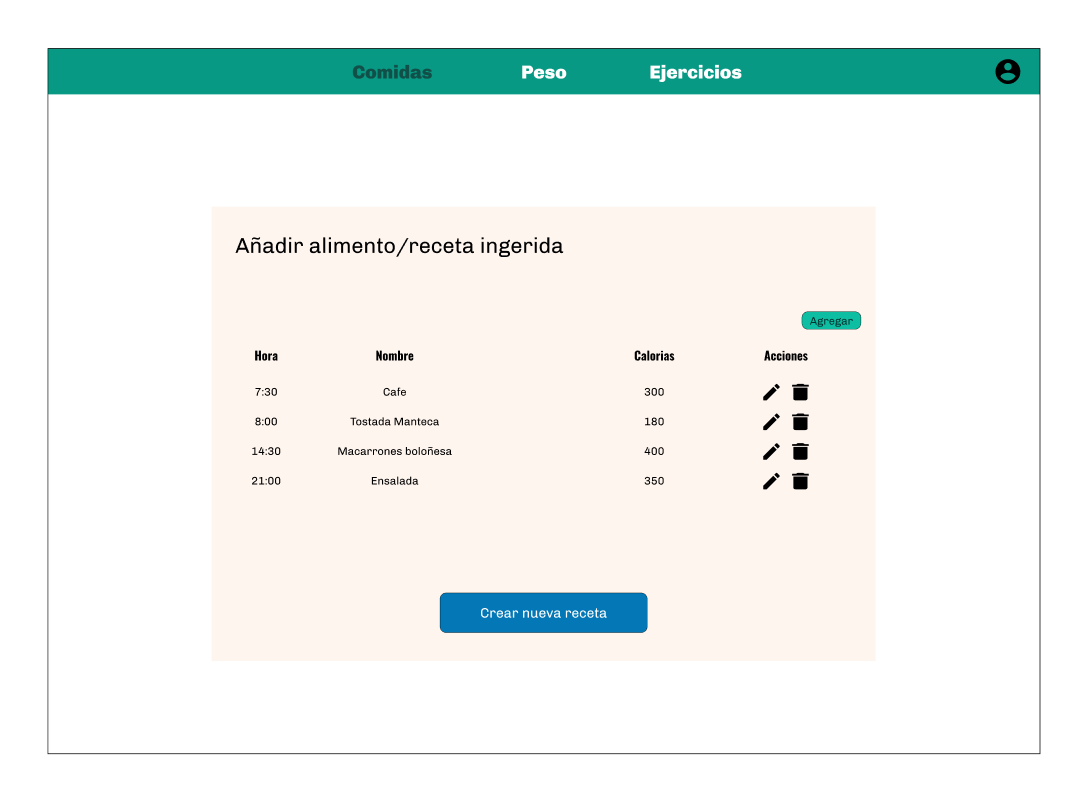 Comidas Peso Ejercicios
Añadir alimento/receta ingerida
Agregar
Hora Nombre Calorias Acciones
7:30 Cafe 300
8:00 Tostada Manteca 180
14:30 Macarrones boloñesa 400
21:00 Ensalada 350
Crear nueva receta